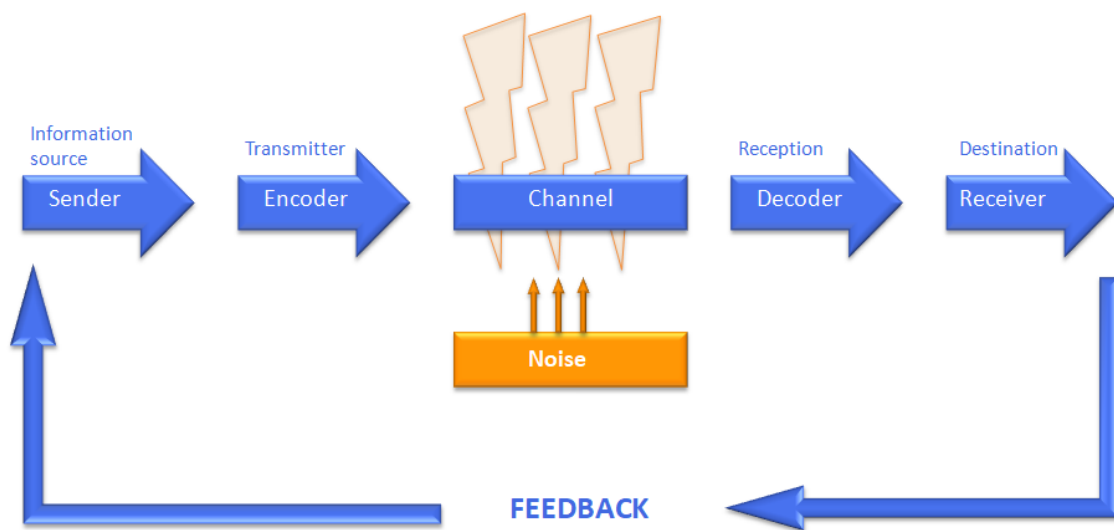 Information
source
Transmitter
Reception
Destination
Sender
Encoder
Channel
Decoder
Receiver
Noise
FEEDBACK